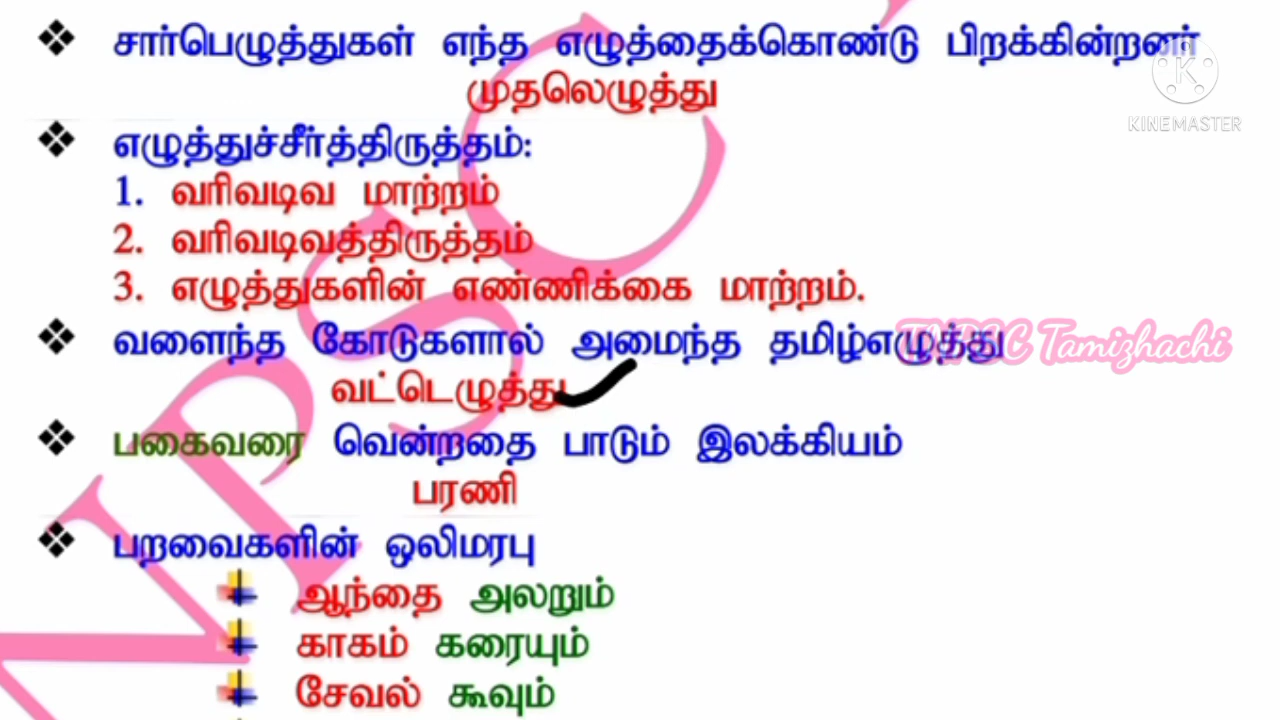 ❖ சார்பெழுத்துகள் எந்த எழுத்தைக்கொண்டு பிறக்கின்றனர்
முதலெழுத்து
KINEMASTER
❖ எழுத்துச்சீர்த்திருத்தம்:
1. வரிவடிவ மாற்றம்
2. வரிவடிவத்திருத்தம்
3. எழுத்துகளின் எண்ணிக்கை மாற்றம்.
❖ வளைந்த கோடுகளால் அமைந்த தமிழ்எழுத்து
TNPSC Tamizhachi
வட்டெழுத்து
❖ பகைவரை வென்றதை பாடும் இலக்கியம்
பரணி
❖ பறவைகளின் ஒலிமரபு
ஆந்தை அலறும்
காகம் கரையும்
சேவல் கூவும்